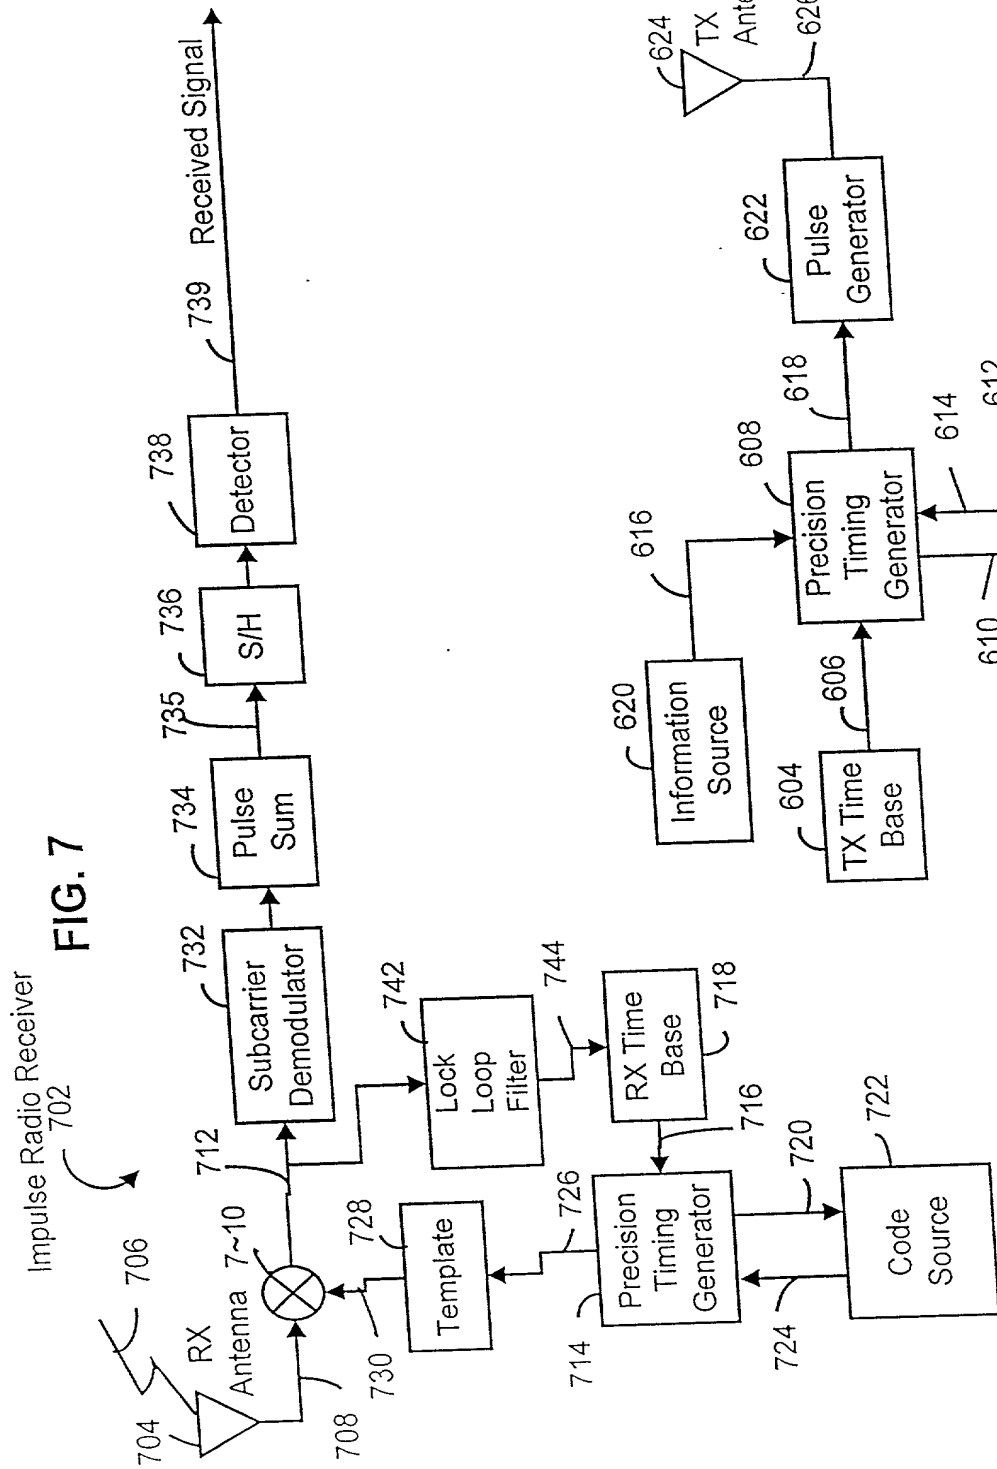 FIG. 7
Impulse Radio Receiver
702
706
704
RX
Antenna
708
7~10
712
730
728
Template
726
714
Precision
Timing
Generator
716
718
RX Time
Base
744
742
Lock
Loop
Filter
720
724
722
Code
Source
732
Subcarrier
Demodulator
734
Pulse
Sum
735
736
S/H
738
Detector
739
Received Signal
604
TX Time
Base
606
620
Information
Source
616
608
Precision
Timing
Generator
610
614
612
618
622
Pulse
Generator
624
TX
626